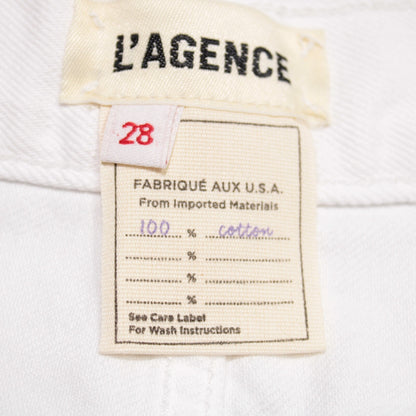 L'AGENCE
28
FABRIQUÉ AUX U.S.A.
From Imported Materials
100 % cotton
%
%
%
See Care Label
For Wash Instructions